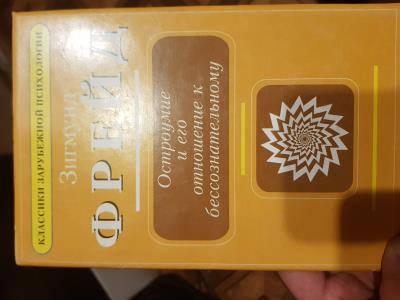 КЛАССИКИ ЗАРУБЕЖНОЙ ПСИХОЛОГИИ
ЗИГМУНД
ФРЕЙД
Остроумие
и его
отношение к
бессознательному